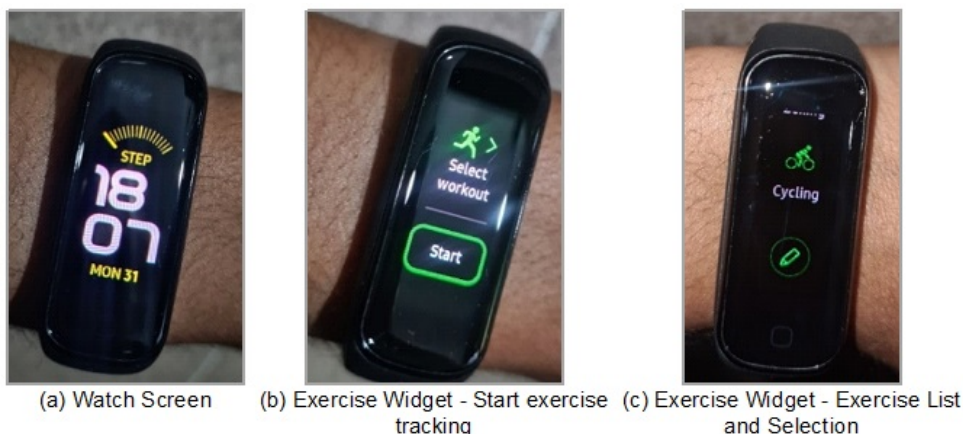 STEP
18
07
MON 31
Select
workout
Start
Cycling
(a) Watch Screen
(b) Exercise Widget - Start exercise
tracking
(c) Exercise Widget - Exercise List
and Selection